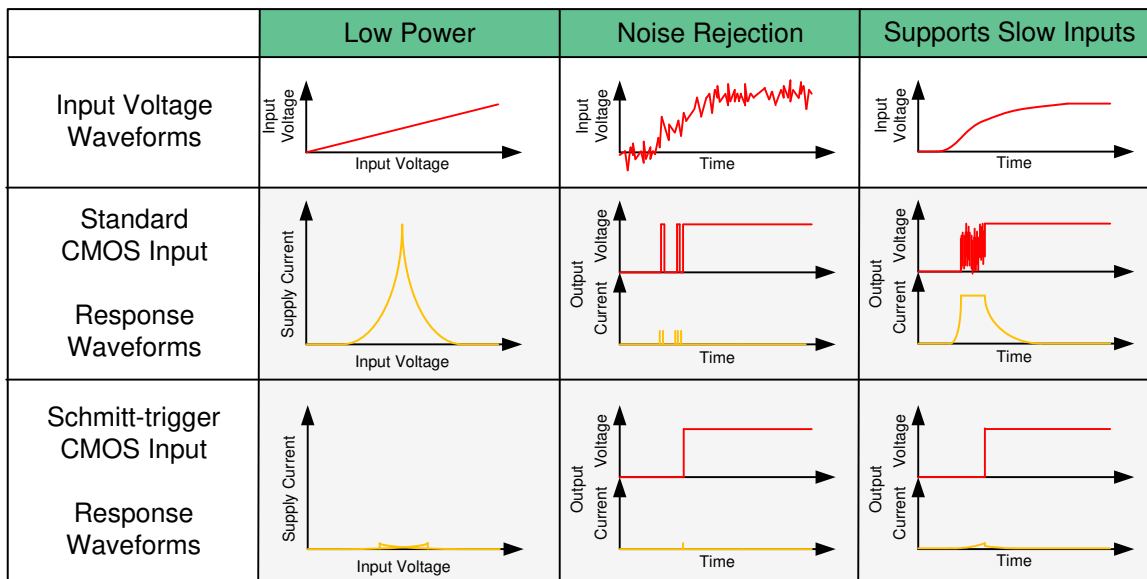 Low Power
Noise Rejection
Supports Slow Inputs
Input Voltage
Waveforms
Input
Voltage
Input Voltage
Input
Voltage
Time
Input
Voltage
Time
Standard
CMOS Input
Response
Waveforms
Supply Current
Input Voltage
Output
Voltage
Current
Time
Output
Voltage
Current
Time
Schmitt-trigger
CMOS Input
Response
Waveforms
Supply Current
Input Voltage
Output
Voltage
Current
Time
Output
Voltage
Current
Time